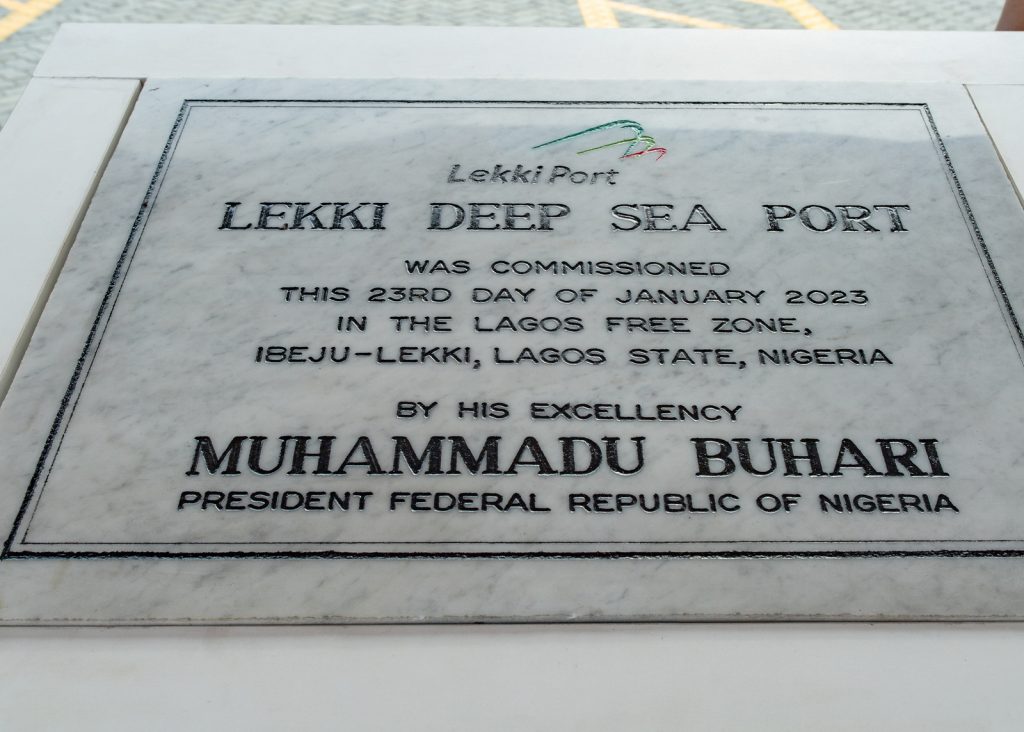 Lekki Port
LEKKI DEEP SEA PORT
WAS COMMISSIONED
THIS 23RD DAY OF JANUARY 2023
IN THE LAGOS FREE ZONE,
IBEJU-LEKKI, LAGOS STATE, NIGERIA
BY HIS EXCELLENCY
MUHAMMADU BUHARI
PRESIDENT FEDERAL REPUBLIC OF NIGERIA